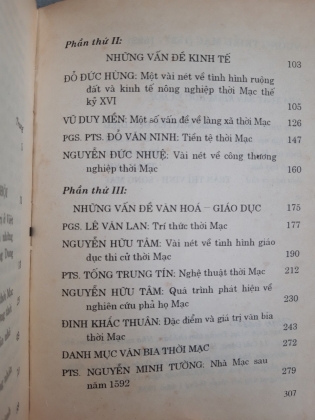 Phần thứ II:
NHỮNG VẤN ĐỀ KINH TẾ 103
ĐỖ ĐỨC HÙNG: Một vài nét về tình hình ruộng
đất và kinh tế nông nghiệp thời Mạc thế
kỷ XVI 105
VŨ DUY MỀN: Một số vấn đề về làng xã thời Mạc 126
PGS. PTS. ĐỖ VĂN NINH: Tiền tệ thời Mạc 147
NGUYỄN ĐỨC NHUỆ: Vài nét về công thương
nghiệp thời Mạc 160
Phần thứ III:
NHỮNG VẤN ĐỀ VĂN HOÁ – GIÁO DỤC 175
PGS. LÊ VĂN LAN: Trí thức thời Mạc 177
NGUYỄN HỮU TÂM: Vài nét về tình hình giáo
dục thi cử thời Mạc 190
PTS. TỐNG TRUNG TÍN: Nghệ thuật thời Mạc 212
NGUYỄN HỮU TÂM: Quá trình phát hiện về
nghiên cứu phả họ Mạc 230
ĐINH KHẮC THUÂN: Đặc điểm và giá trị văn bia
thời Mạc 243
DANH MỤC VĂN BIA THỜI MẠC 272
PTS. NGUYỄN MINH TƯỜNG. Nhà Mạc sau
năm 1592 279
307